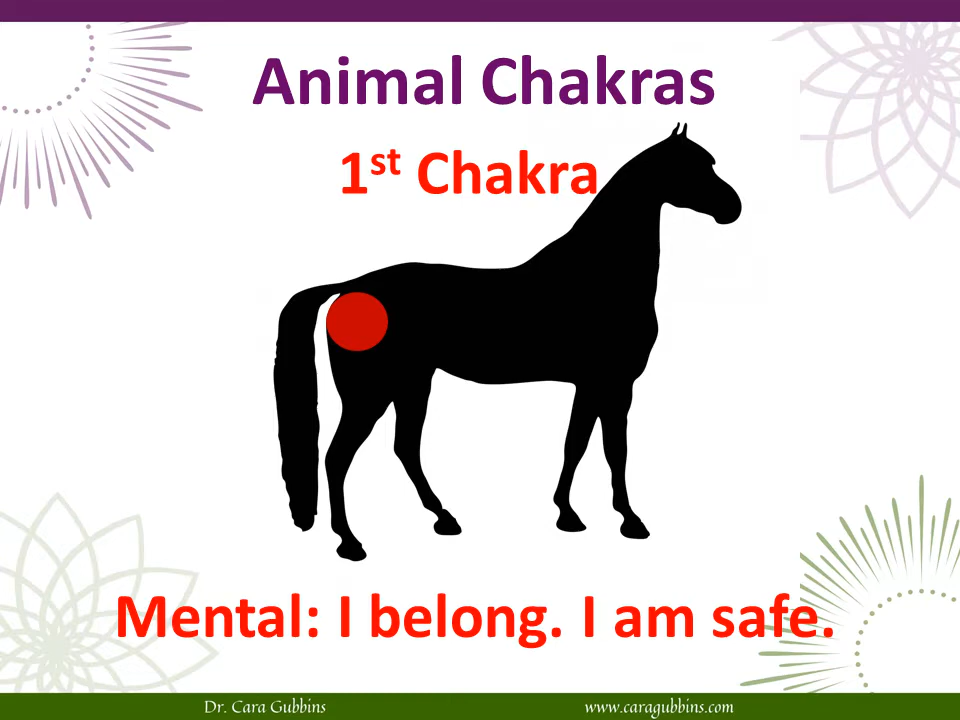 Animal Chakras
1st Chakra
Mental: I belong. I am safe.
Dr. Cara Gubbins www.caragubbins.com